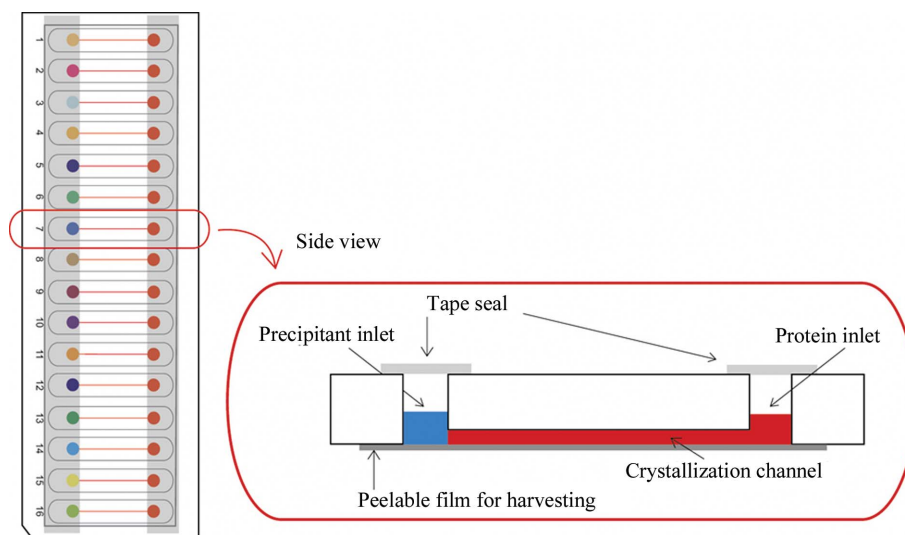 1
2
3
4
5
6
7
8
9
10
11
12
13
14
15
16
Side view
Tape seal
Precipitant inlet
Protein inlet
Crystallization channel
Peelable film for harvesting